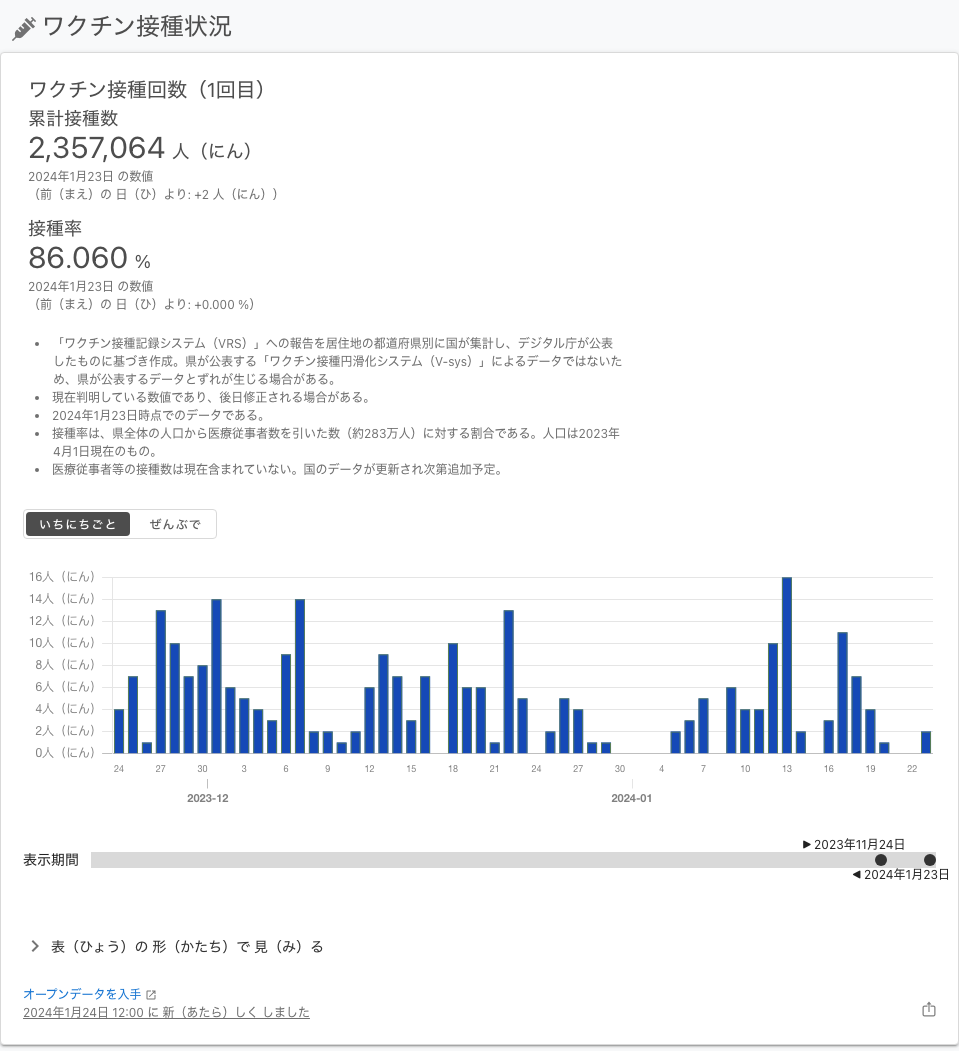 ワクチン接種状況
ワクチン接種回数（1回目）
累計接種数
2,357,064 人（にん）
2024年1月23日 の数値
（前（まえ）の 日（ひ）より: +2 人（にん））
接種率
86.060 %
2024年1月23日 の数値
（前（まえ）の 日（ひ）より: +0.000 %）
• 「ワクチン接種記録システム（VRS）」への報告を居住地の都道府県別に国が集計し、デジタル庁が公表
したものに基づき作成。県が公表する「ワクチン接種円滑化システム（V-sys）」によるデータではないた
め、県が公表するデータとずれが生じる場合がある。
• 現在判明している数値であり、後日修正される場合がある。
• 2024年1月23日時点でのデータである。
• 接種率は、県全体の人口から医療従事者数を引いた数（約283万人）に対する割合である。人口は2023年
4月1日現在のもの。
• 医療従事者等の接種数は現在含まれていない。国のデータが更新され次第追加予定。
いちにちごと ぜんぶで
16人（にん）
14人（にん）
12人（にん）
10人（にん）
8人（にん）
6人（にん）
4人（にん）
2人（にん）
0人（にん）
24 27 30 3 6 9 12 15 18 21 24 27 30 4 7 10 13 16 19 22
2023-12 2024-01
▶ 2023年11月24日
表示期間
◀ 2024年1月23日
表（ひょう）の 形（かたち）で 見（み）る
オープンデータを入手
2024年1月24日 12:00 に 新（あたら）しく しました